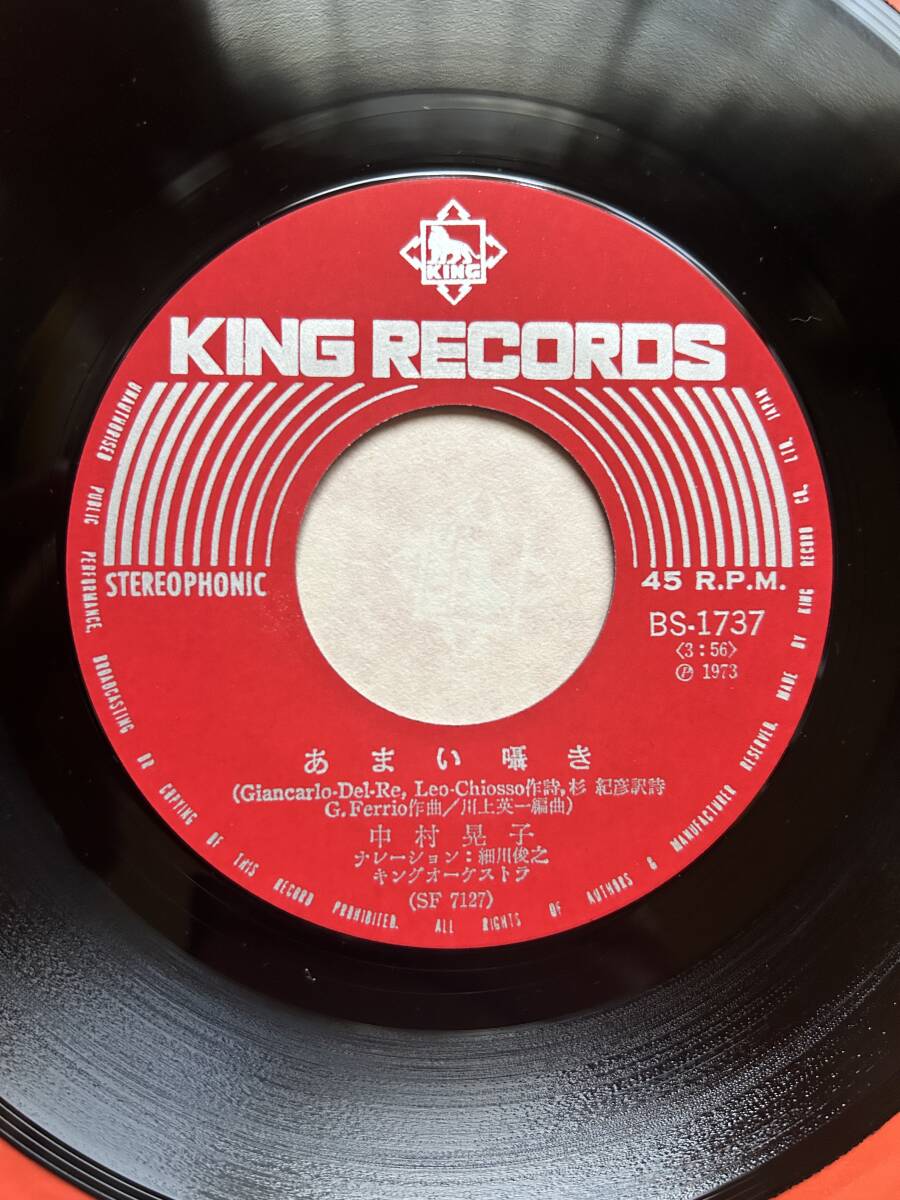 KING
KING RECORDS
STEREOPHONIC
45 R.P.M.
BS-1737
〈3:56〉
Ⓟ 1973
あまい囁き
(Giancarlo-Del-Re, Leo-Chiosso作詩, 杉 紀彦訳詩
G. Ferrio作曲/川上英一編曲)
中村晃子
ナレーション:細川俊之
キングオーケストラ
(SF 7127)
UNAUTHORISED PUBLIC PERFORMANCE, BROADCASTING OR COPYING OF THIS RECORD PROHIBITED. ALL RIGHTS OF AUTHORS & MANUFACTURER RESERVED. MADE BY KING RECORD CO. LTD. JAPAN